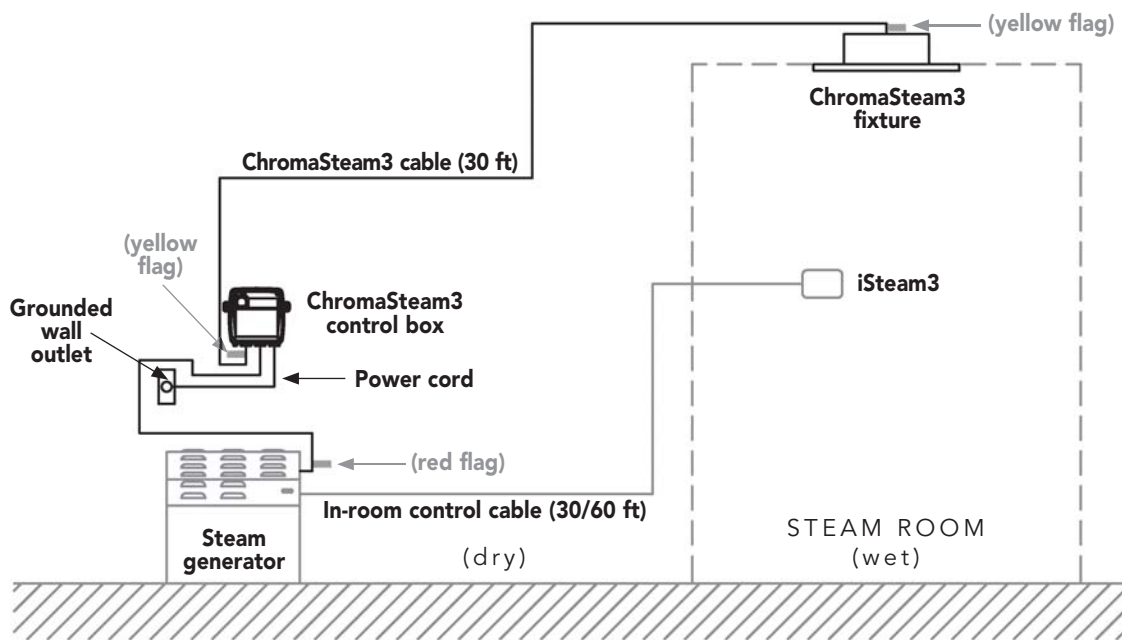 (yellow flag)
ChromaSteam3
fixture
ChromaSteam3 cable (30 ft)
(yellow
flag)
iSteam3
ChromaSteam3
control box
Grounded
wall
outlet
Power cord
(red flag)
In-room control cable (30/60 ft)
Steam
generator
(dry)
STEAM ROOM
(wet)